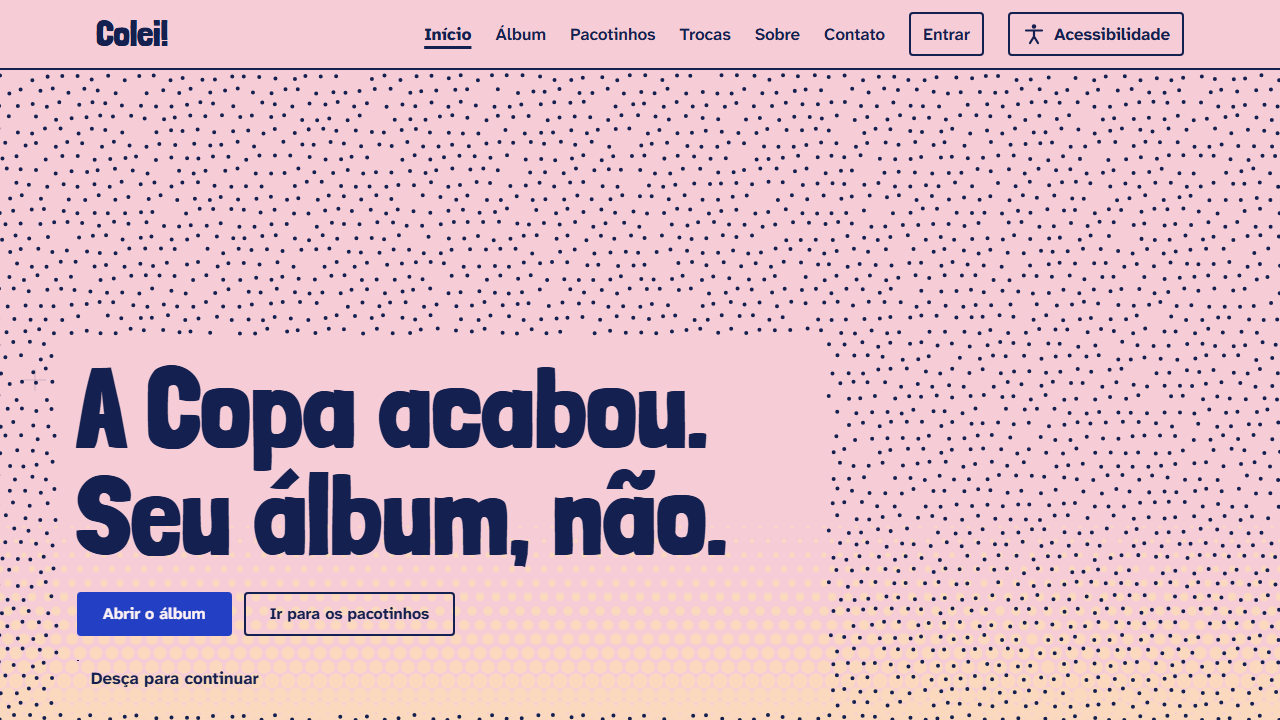 Colei!
Início
Álbum
Pacotinhos
Trocas
Sobre
Contato
Entrar
Acessibilidade
A Copa acabou.
Seu álbum, não.
Abrir o álbum
Ir para os pacotinhos
Desça para continuar